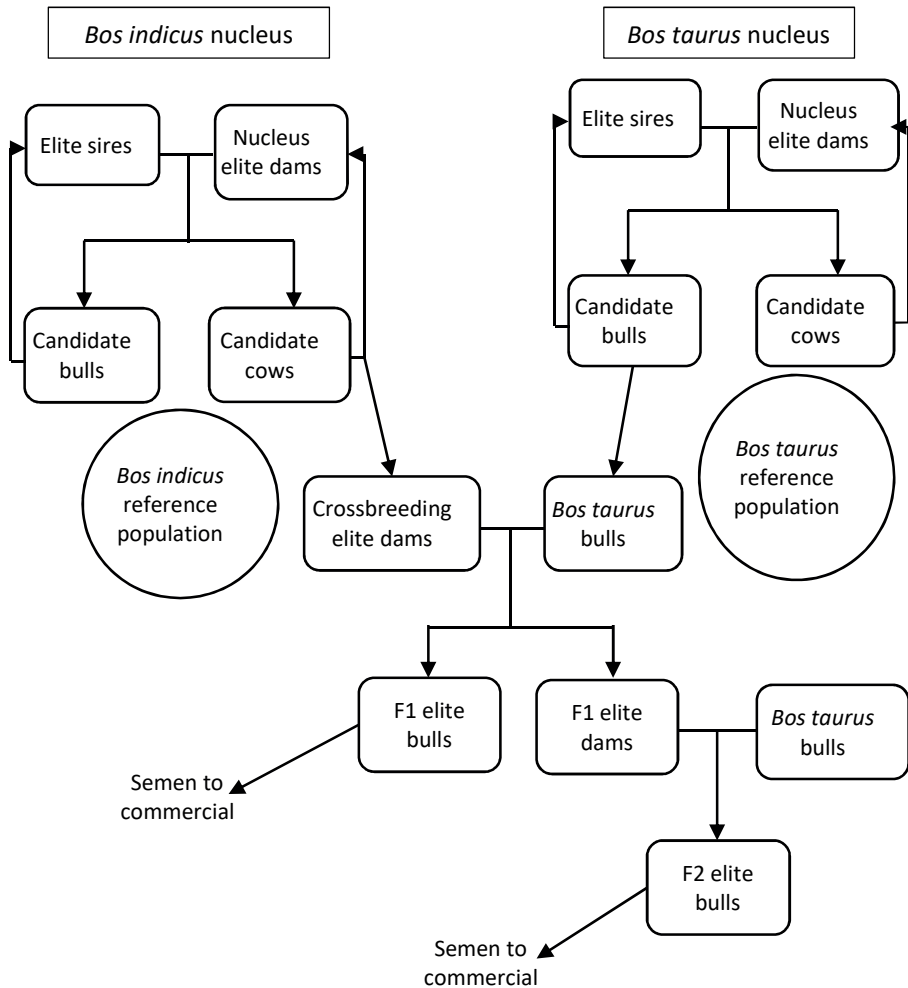 Bos indicus nucleus
Bos taurus nucleus
Elite sires
Nucleus
elite dams
Elite sires
Nucleus
elite dams
Candidate
bulls
Candidate
cows
Candidate
bulls
Candidate
cows
Bos indicus
reference
population
Bos taurus
reference
population
Crossbreeding
elite dams
Bos taurus
bulls
F1 elite
bulls
F1 elite
dams
Bos taurus
bulls
Semen to
commercial
F2 elite
bulls
Semen to
commercial